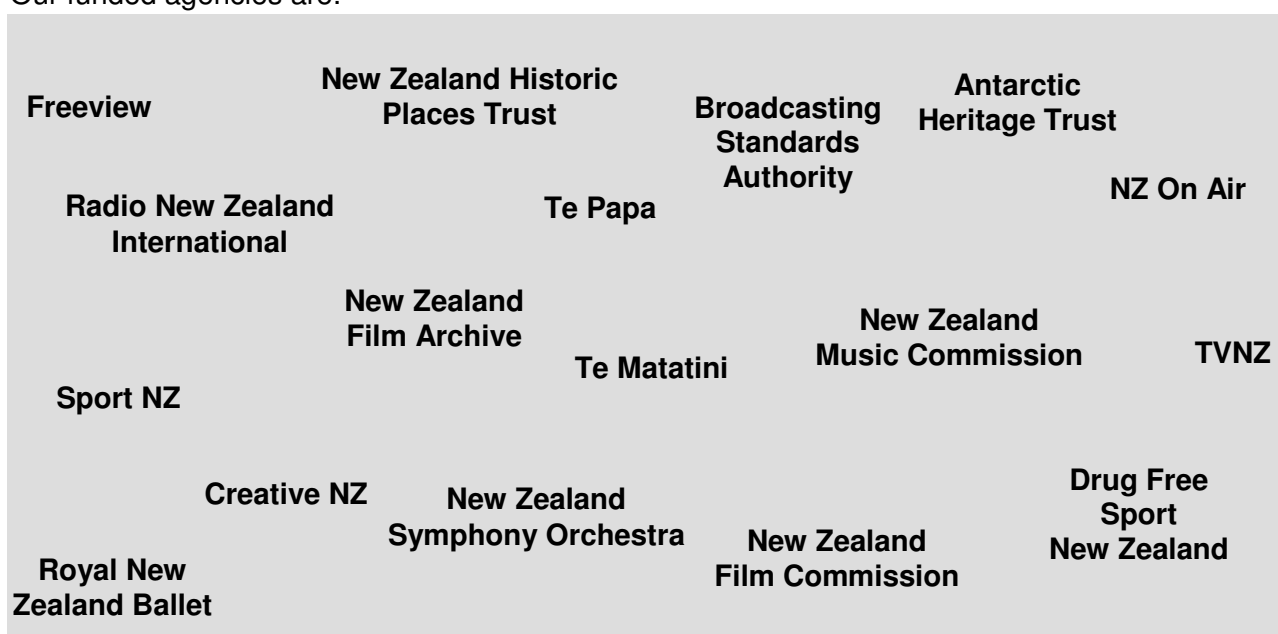 Our funded agencies are:
Freeview
New Zealand Historic
Places Trust
Broadcasting
Standards
Authority
Antarctic
Heritage Trust
NZ On Air
Radio New Zealand
International
Te Papa
New Zealand
Film Archive
Te Matatini
New Zealand
Music Commission
TVNZ
Sport NZ
Creative NZ
New Zealand
Symphony Orchestra
New Zealand
Film Commission
Drug Free
Sport
New Zealand
Royal New
Zealand Ballet